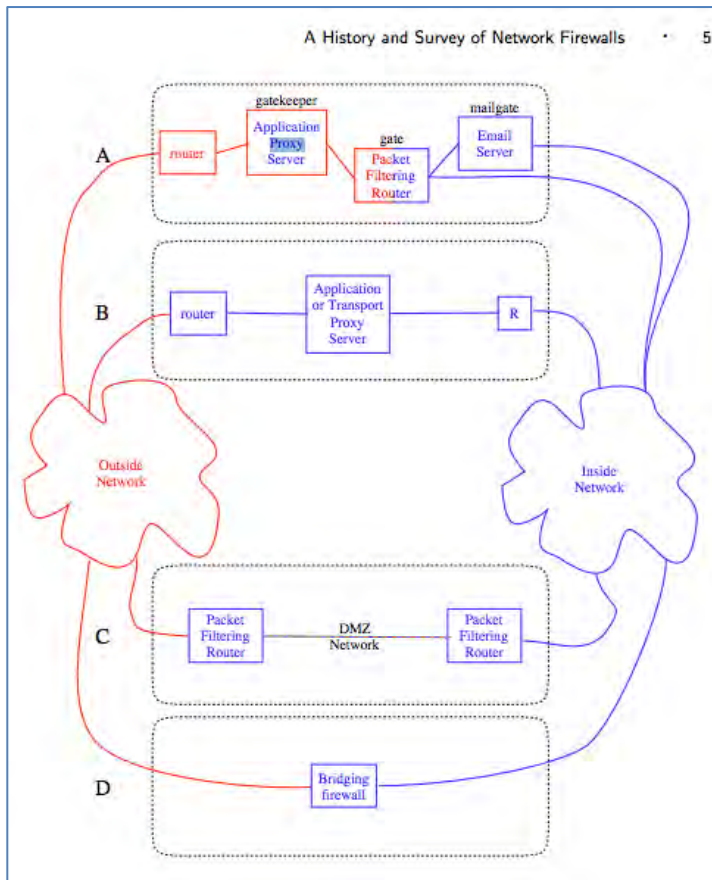 A History and Survey of Network Firewalls · 5
A
router
gatekeeper
Application
Proxy
Server
gate
Packet
Filtering
Router
mailgate
Email
Server
B
router
Application
or Transport
Proxy
Server
R
Outside
Network
Inside
Network
C
Packet
Filtering
Router
DMZ
Network
Packet
Filtering
Router
D
Bridging
firewall